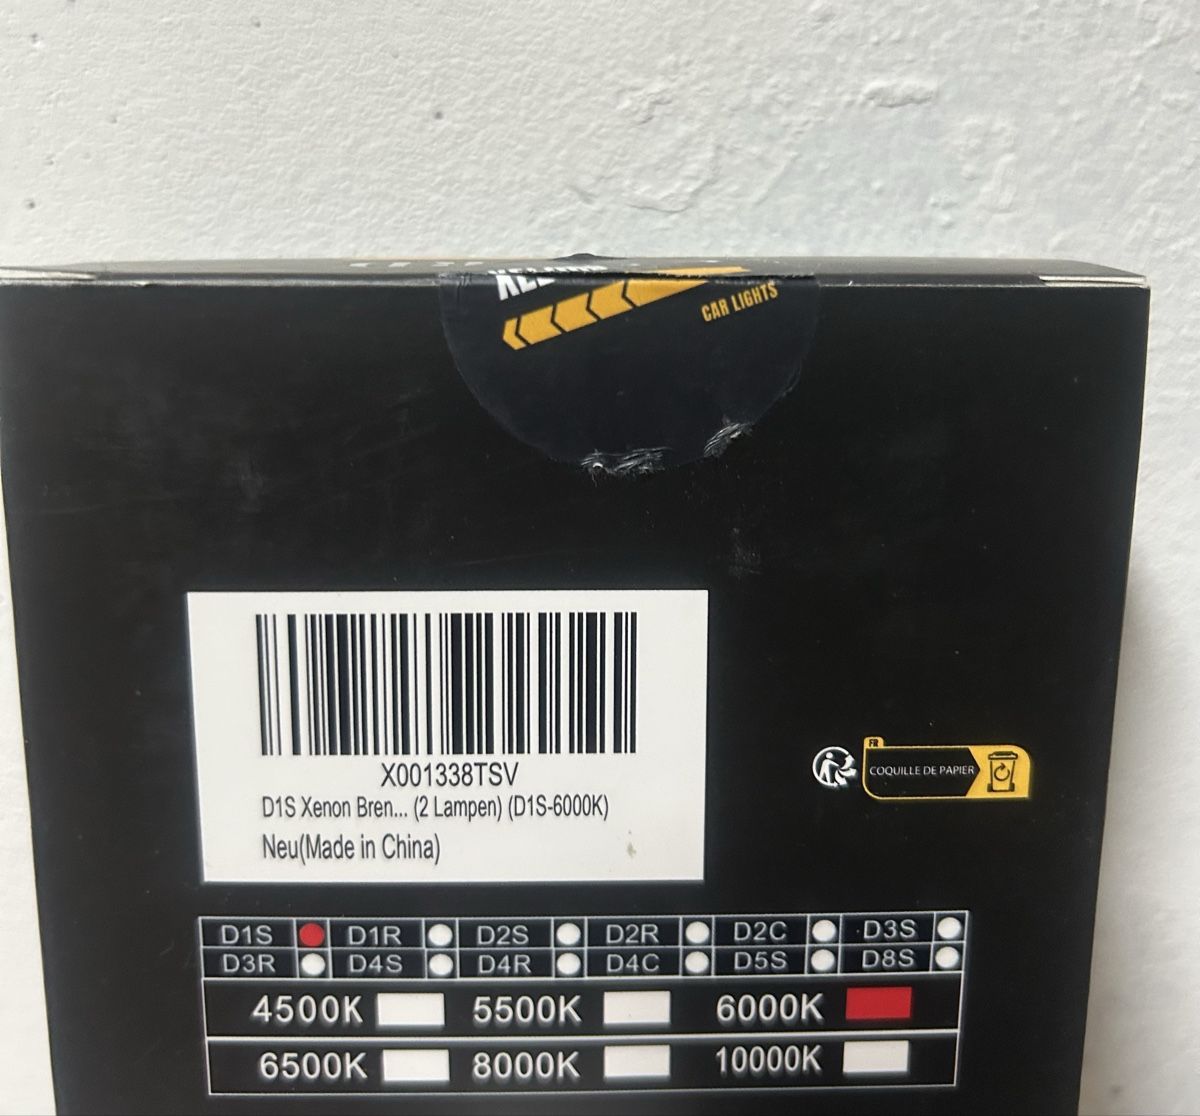 CAR LIGHTS
X001338TSV
D1S Xenon Bren... (2 Lampen) (D1S-6000K)
Neu(Made in China)
FR
COQUILLE DE PAPIER
D1S D1R D2S D2R D2C D3S
D3R D4S D4R D4C D5S D8S
4500K 5500K 6000K
6500K 8000K 10000K